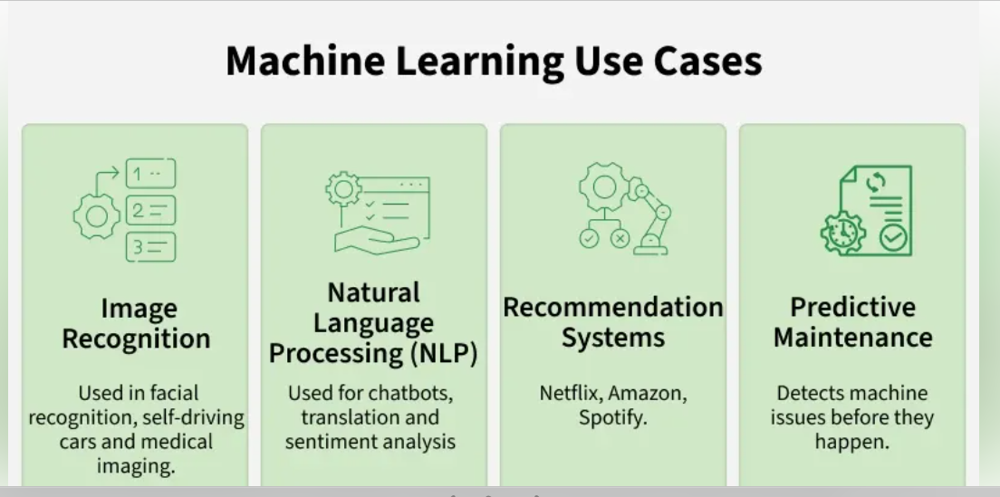 Machine Learning Use Cases
1
2
3
Image
Recognition
Used in facial
recognition, self-driving
cars and medical
imaging.
Natural
Language
Processing (NLP)
Used for chatbots,
translation and
sentiment analysis
Recommendation
Systems
Netflix, Amazon,
Spotify.
Predictive
Maintenance
Detects machine
issues before they
happen.